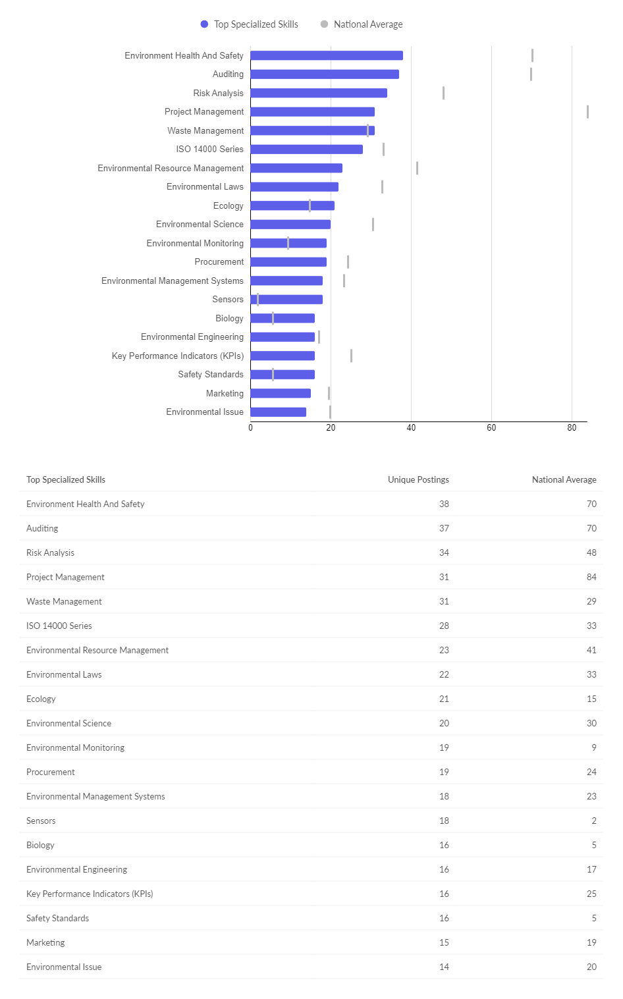 Top Specialized Skills National Average
Environment Health And Safety
Auditing
Risk Analysis
Project Management
Waste Management
ISO 14000 Series
Environmental Resource Management
Environmental Laws
Ecology
Environmental Science
Environmental Monitoring
Procurement
Environmental Management Systems
Sensors
Biology
Environmental Engineering
Key Performance Indicators (KPIs)
Safety Standards
Marketing
Environmental Issue
0 20 40 60 80
Top Specialized Skills Unique Postings National Average
Environment Health And Safety 38 70
Auditing 37 70
Risk Analysis 34 48
Project Management 31 84
Waste Management 31 29
ISO 14000 Series 28 33
Environmental Resource Management 23 41
Environmental Laws 22 33
Ecology 21 15
Environmental Science 20 30
Environmental Monitoring 19 9
Procurement 19 24
Environmental Management Systems 18 23
Sensors 18 2
Biology 16 5
Environmental Engineering 16 17
Key Performance Indicators (KPIs) 16 25
Safety Standards 16 5
Marketing 15 19
Environmental Issue 14 20